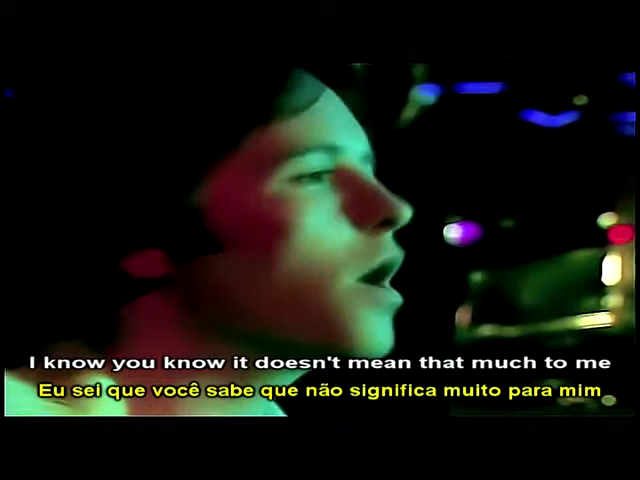 I know you know it doesn't mean that much to me
Eu sei que você sabe que não significa muito para mim